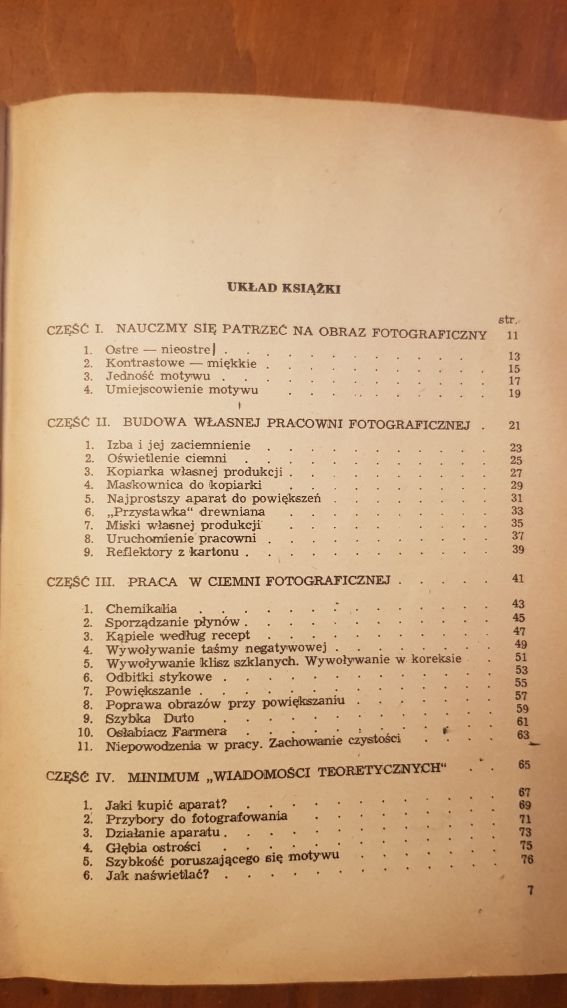 UKŁAD KSIĄŻKI
str.
CZĘŚĆ I. NAUCZMY SIĘ PATRZEĆ NA OBRAZ FOTOGRAFICZNY 11
1. Ostre — nieostre . . . . . . . . . . 13
2. Kontrastowe — miękkie . . . . . . . . 15
3. Jedność motywu . . . . . . . . . . 17
4. Umiejscowienie motywu . . . . . . . 19
CZĘŚĆ II. BUDOWA WŁASNEJ PRACOWNI FOTOGRAFICZNEJ . 21
1. Izba i jej zaciemnienie . . . . . . . . 23
2. Oświetlenie ciemni . . . . . . . . . 25
3. Kopiarka własnej produkcji . . . . . . . 27
4. Maskownica do kopiarki . . . . . . . 29
5. Najprostszy aparat do powiększeń . . . . . . 31
6. „Przystawka" drewniana . . . . . . . 33
7. Miski własnej produkcji . . . . . . . 35
8. Uruchomienie pracowni . . . . . . . . 37
9. Reflektory z kartonu . . . . . . . . . 39
CZĘŚĆ III. PRACA W CIEMNI FOTOGRAFICZNEJ . . . . . 41
1. Chemikalia . . . . . . . . . . 43
2. Sporządzanie płynów . . . . . . . . . 45
3. Kąpiele według recept . . . . . . . . 47
4. Wywoływanie taśmy negatywowej . . . . . . 49
5. Wywoływanie klisz szklanych. Wywoływanie w koreksie . 51
6. Odbitki stykowe . . . . . . . . . . 53
7. Powiększanie . . . . . . . . . . . 55
8. Poprawa obrazów przy powiększaniu . . . . . 57
9. Szybka Duto . . . . . . . . . . 59
10. Osłabiacz Farmera . . . . . . . . . 61
11. Niepowodzenia w pracy. Zachowanie czystości . . . . 63
CZĘŚĆ IV. MINIMUM „WIADOMOŚCI TEORETYCZNYCH" . . 65
1. Jaki kupić aparat? . . . . . . . . . 67
2. Przybory do fotografowania . . . . . . . 69
3. Działanie aparatu . . . . . . . . . . 71
4. Głębia ostrości . . . . . . . . . . 73
5. Szybkość poruszającego się motywu . . . . . . 75
6. Jak naświetlać? . . . . . . . . . . 76
7